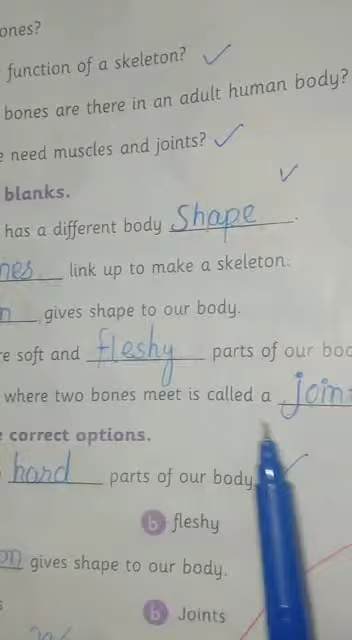 ones?
function of a skeleton?
bones are there in an adult human body?
e need muscles and joints?
blanks.
has a different body Shape.
nes link up to make a skeleton.
n gives shape to our body.
re soft and fleshy parts of our bod
where two bones meet is called a join
correct options.
hard parts of our body
b fleshy
on gives shape to our body.
s
b Joints